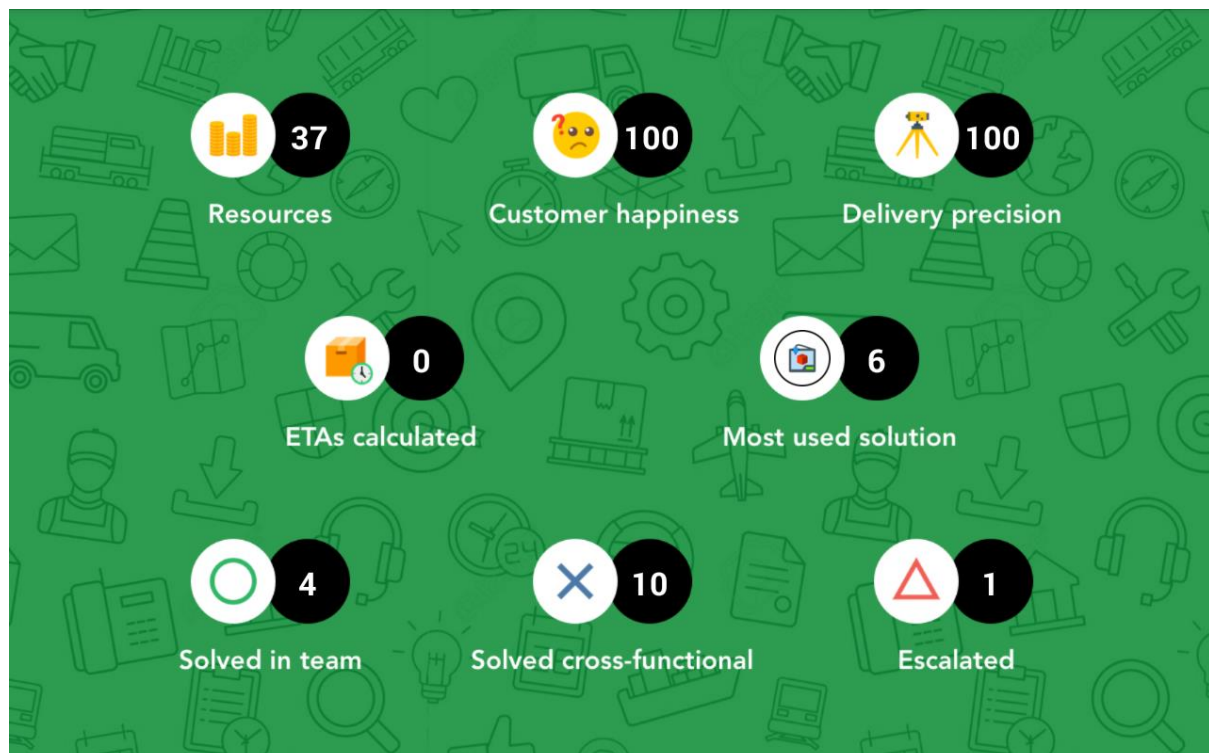 37
Resources
100
Customer happiness
100
Delivery precision
0
ETAs calculated
6
Most used solution
4
Solved in team
10
Solved cross-functional
1
Escalated
24